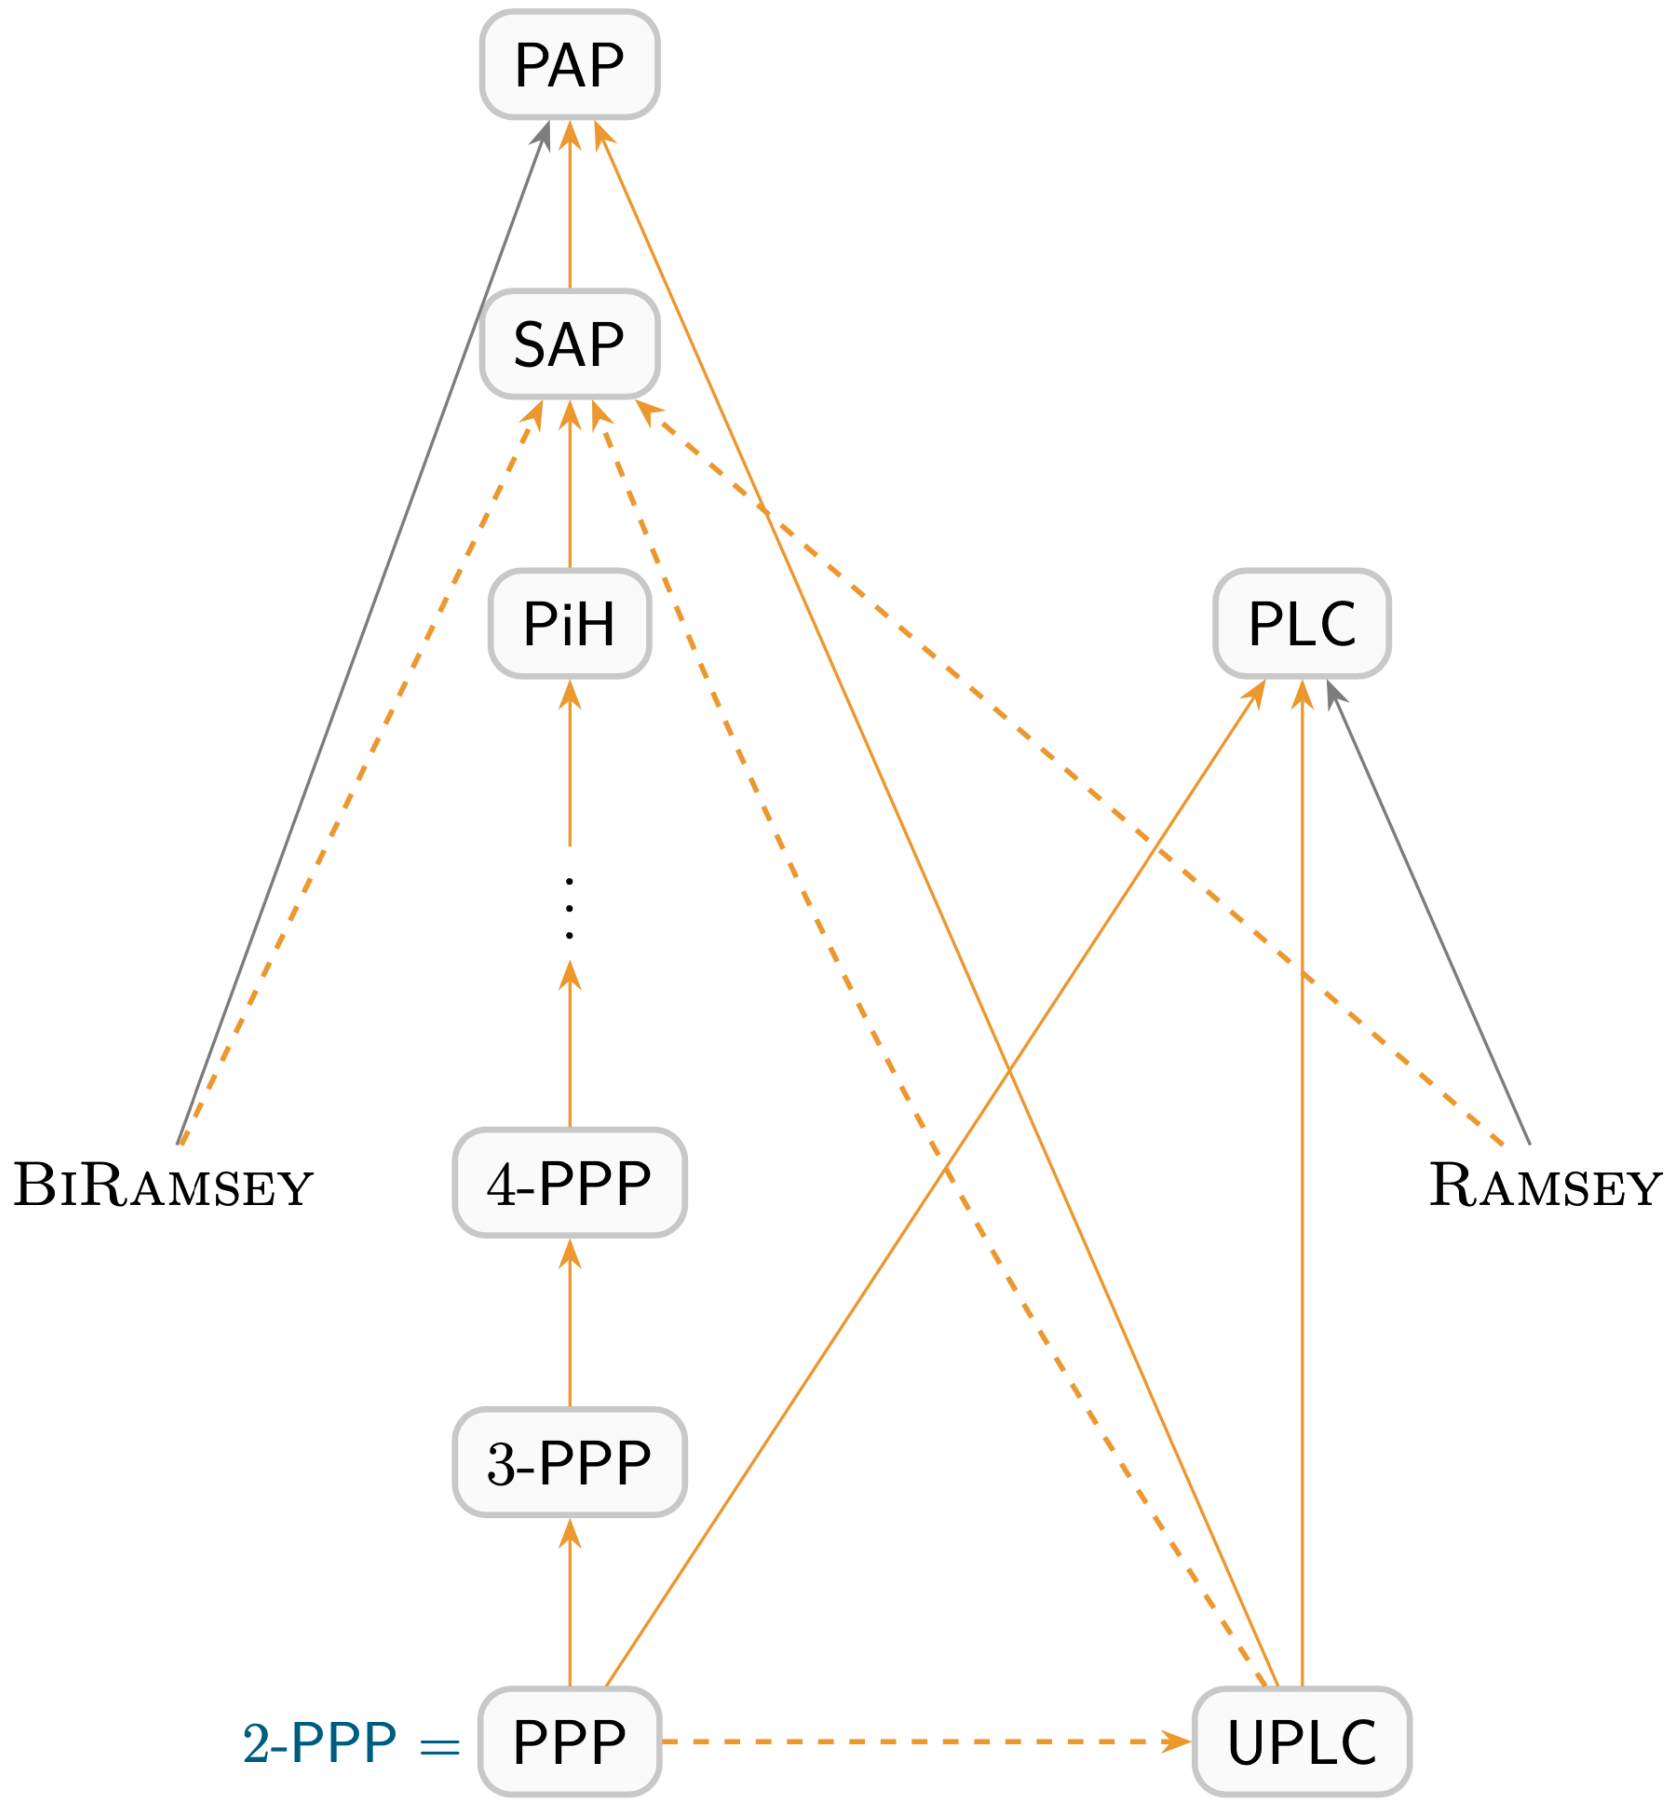 PAP
SAP
PiH
PLC
⋮
BiRamsey
4-PPP
Ramsey
3-PPP
2-PPP = PPP
UPLC